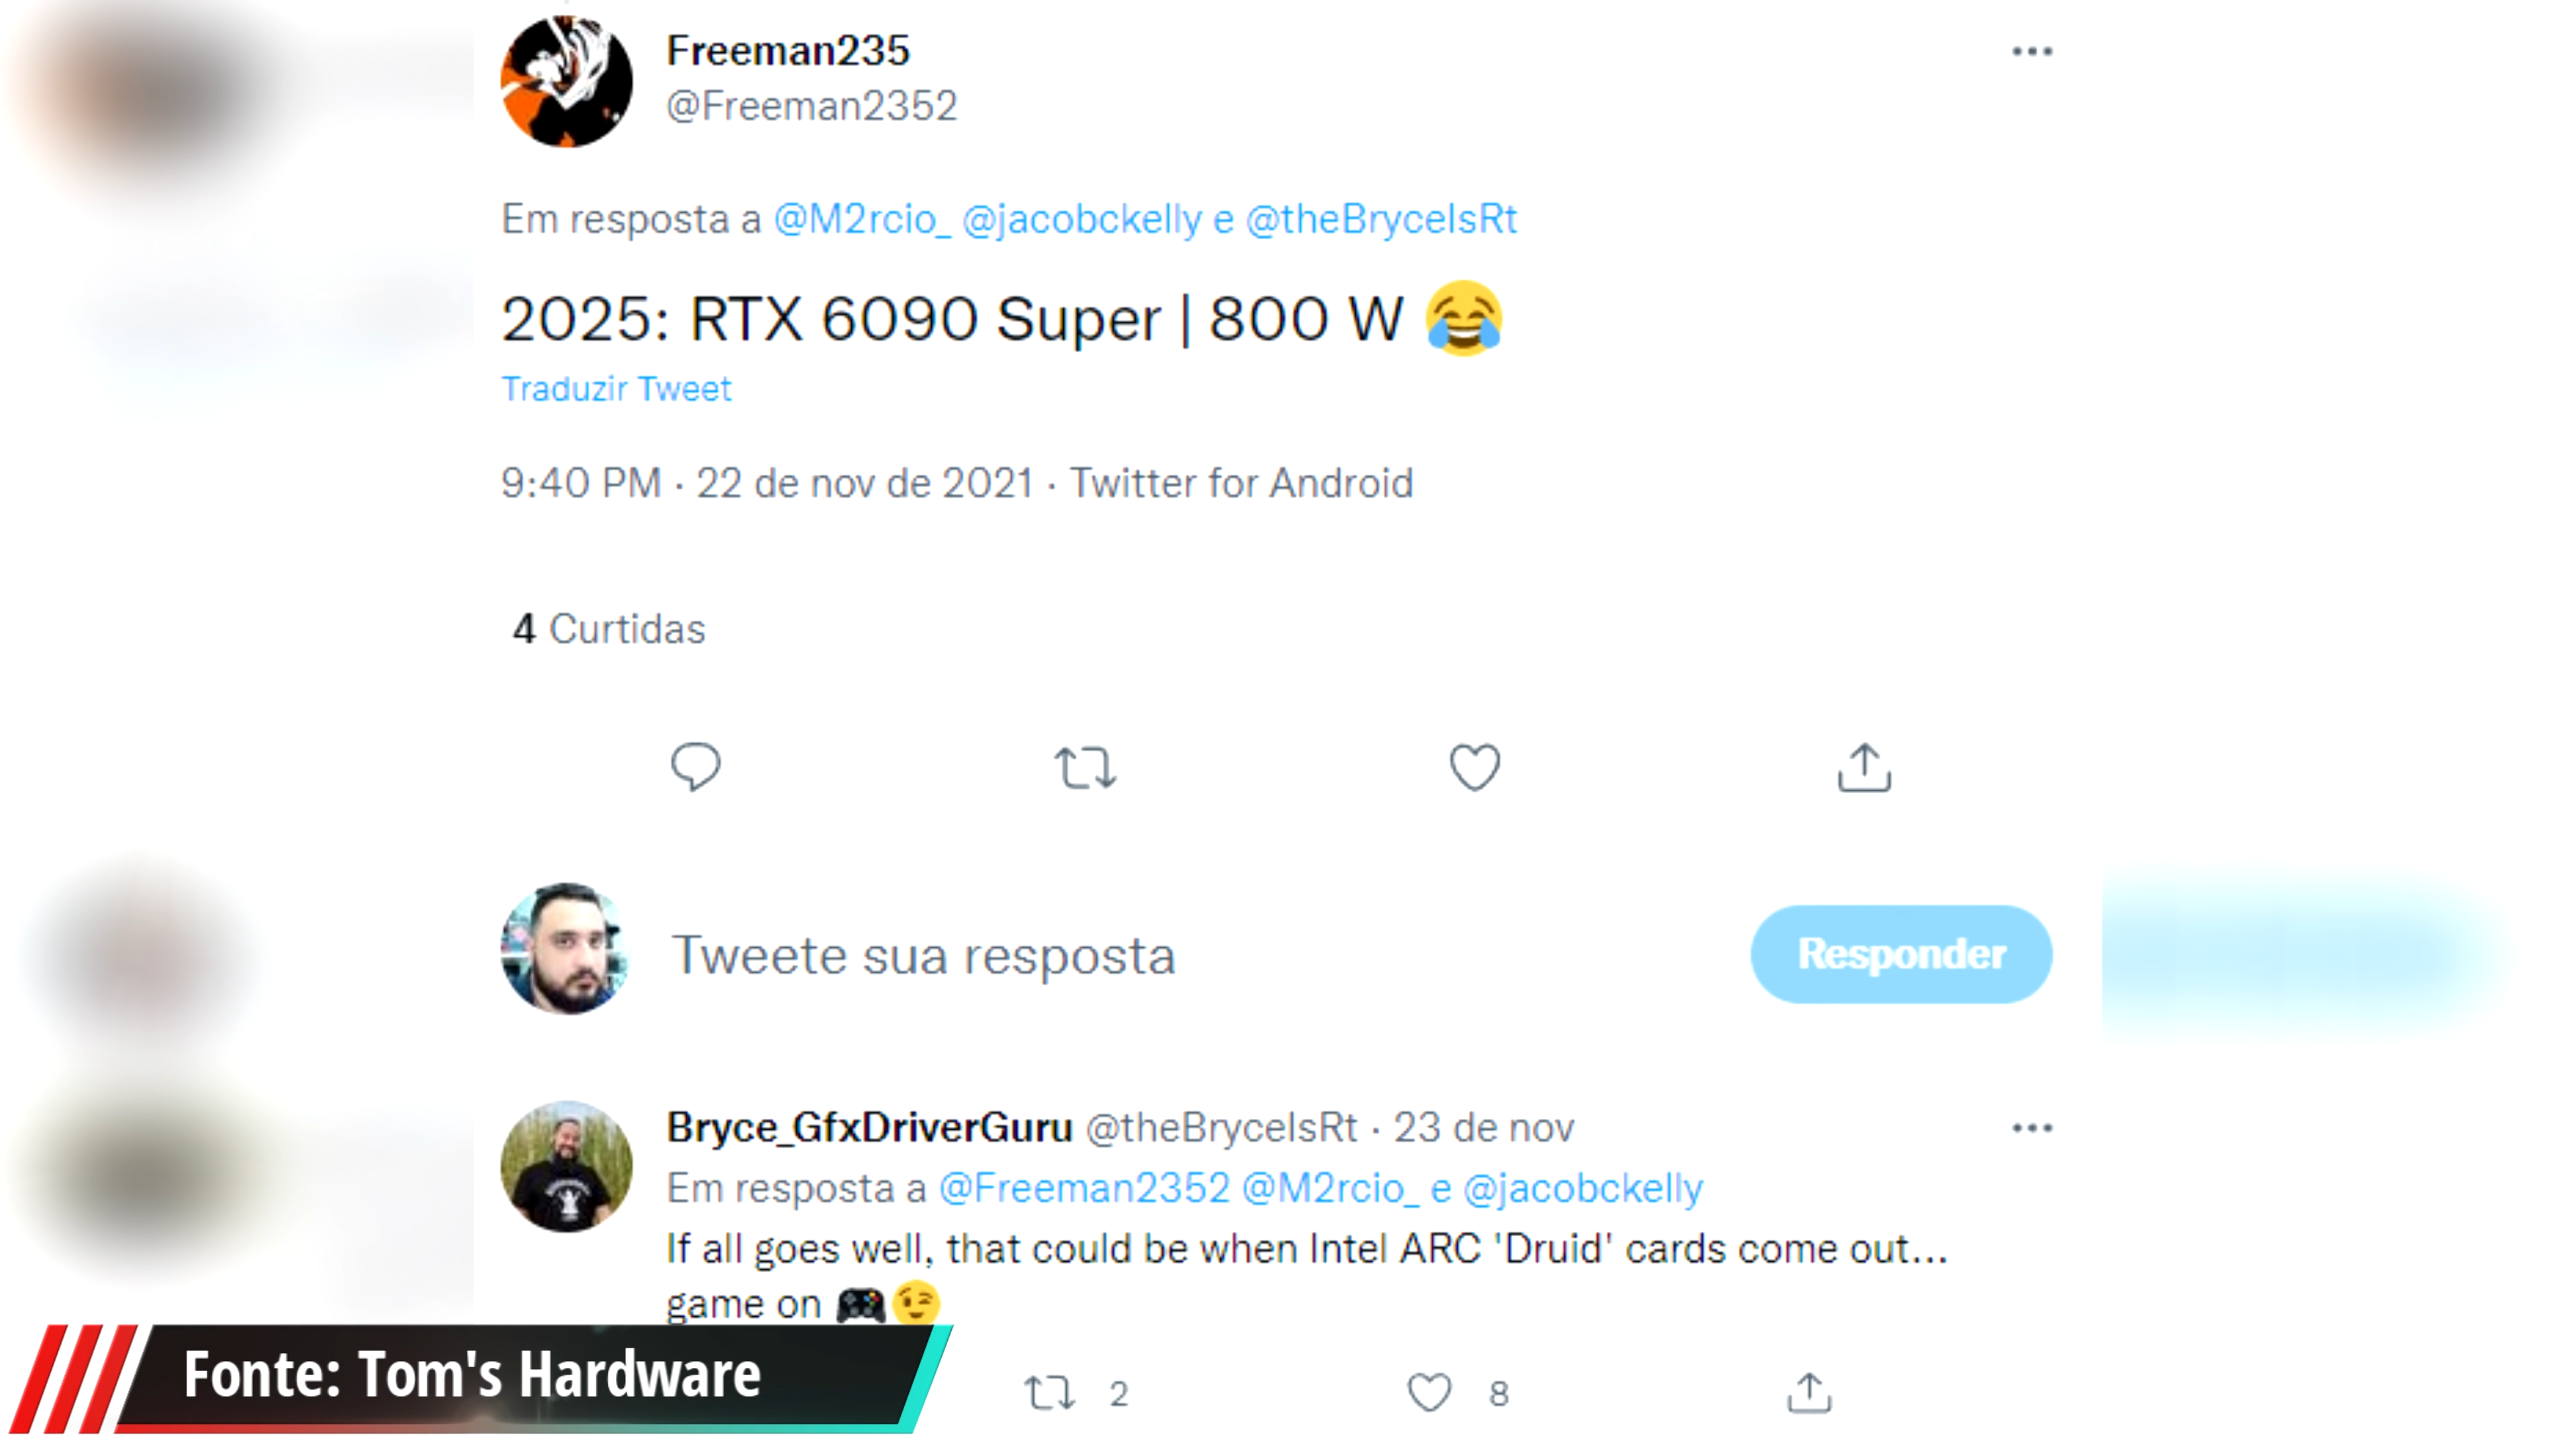 Freeman235
@Freeman2352
Em resposta a @M2rcio_ @jacobckelly e @theBryceIsRt
2025: RTX 6090 Super | 800 W 😂
Traduzir Tweet
9:40 PM · 22 de nov de 2021 · Twitter for Android
4 Curtidas
Tweete sua resposta
Responder
Bryce_GfxDriverGuru @theBryceIsRt · 23 de nov
Em resposta a @Freeman2352 @M2rcio_ e @jacobckelly
If all goes well, that could be when Intel ARC 'Druid' cards come out...
game on 🎮😉
Fonte: Tom's Hardware
2 8